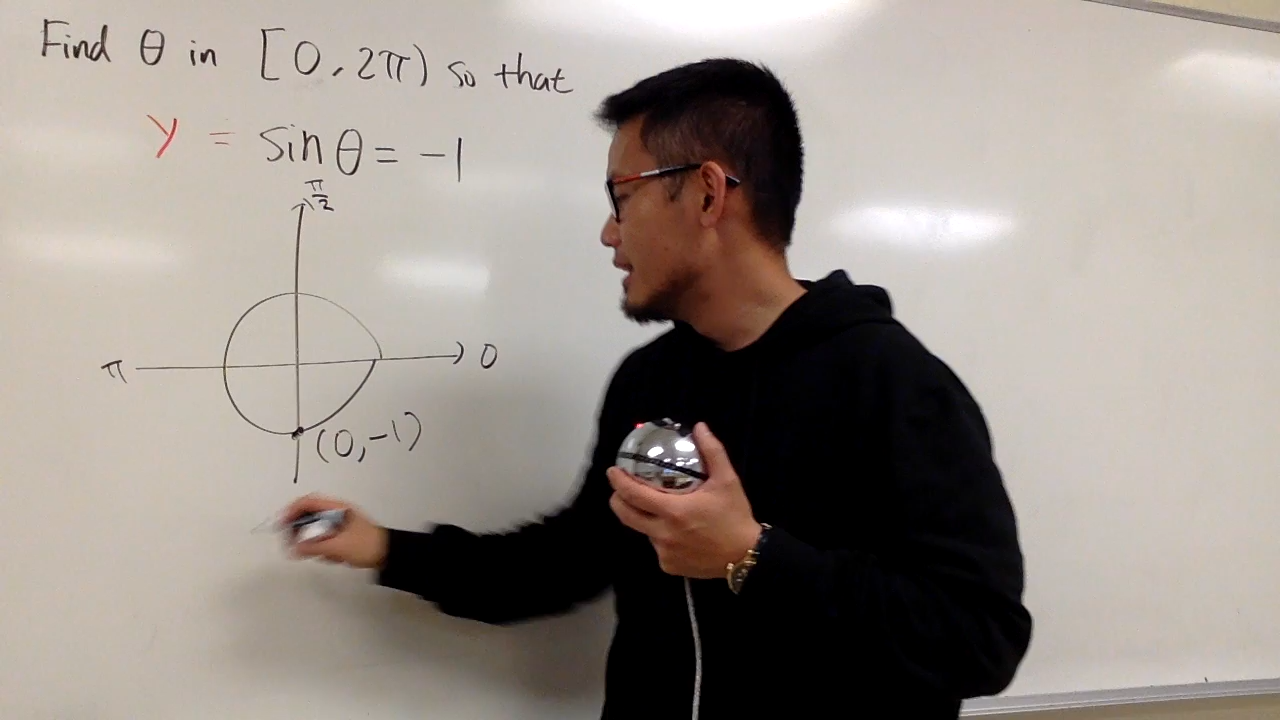 Find θ in [0, 2π) so that
y = sin θ = -1
π/2
π
0
(0,-1)